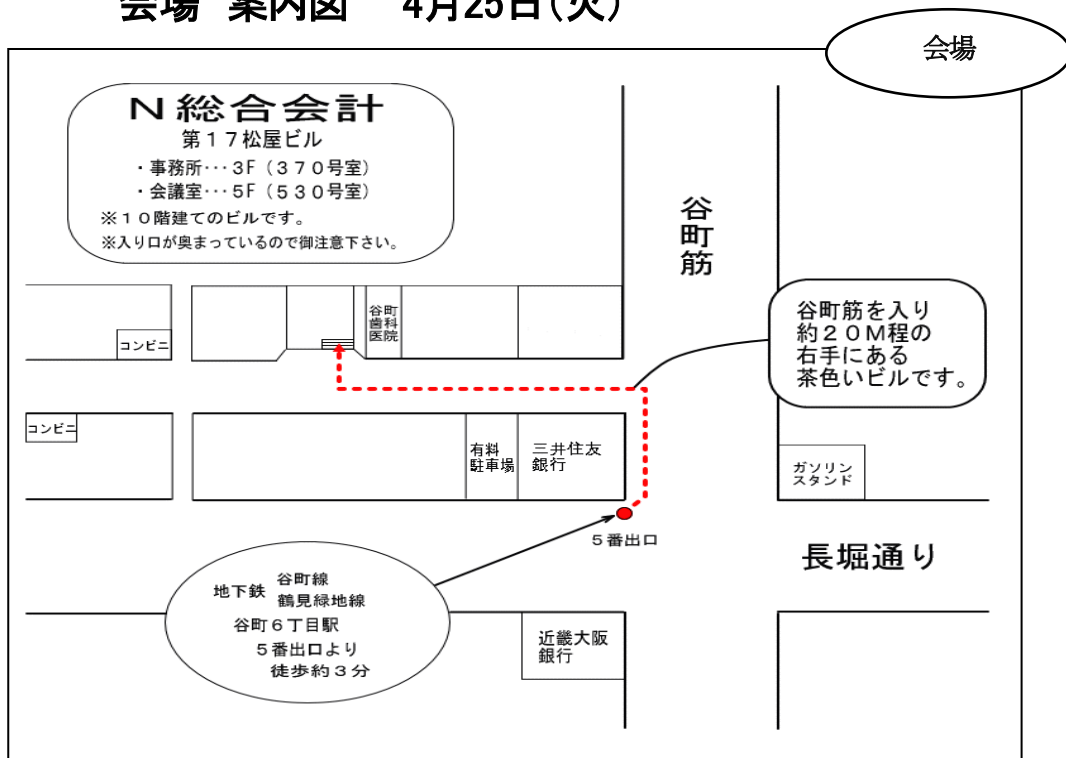 会場 案内図 4月25日(火)
会場
N総合会計
第17松屋ビル
・事務所･･･3F(370号室)
・会議室･･･5F(530号室)
※10階建てのビルです。
※入り口が奥まっているので御注意下さい。
谷町筋
谷町筋を入り
約20M程の
右手にある
茶色いビルです。
コンビニ
谷町
歯科
医院
コンビニ
有料
駐車場
三井住友
銀行
ガソリン
スタンド
5番出口
長堀通り
地下鉄 谷町線
鶴見緑地線
谷町6丁目駅
5番出口より
徒歩約3分
近畿大阪
銀行